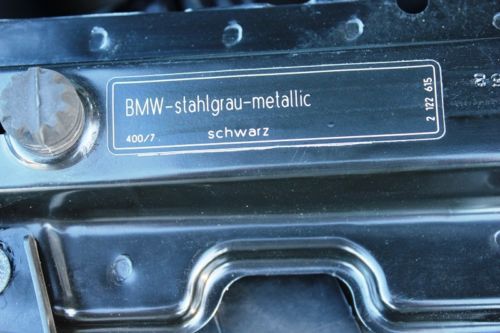 BMW-stahlgrau-metallic
400/7 schwarz
2 122 615